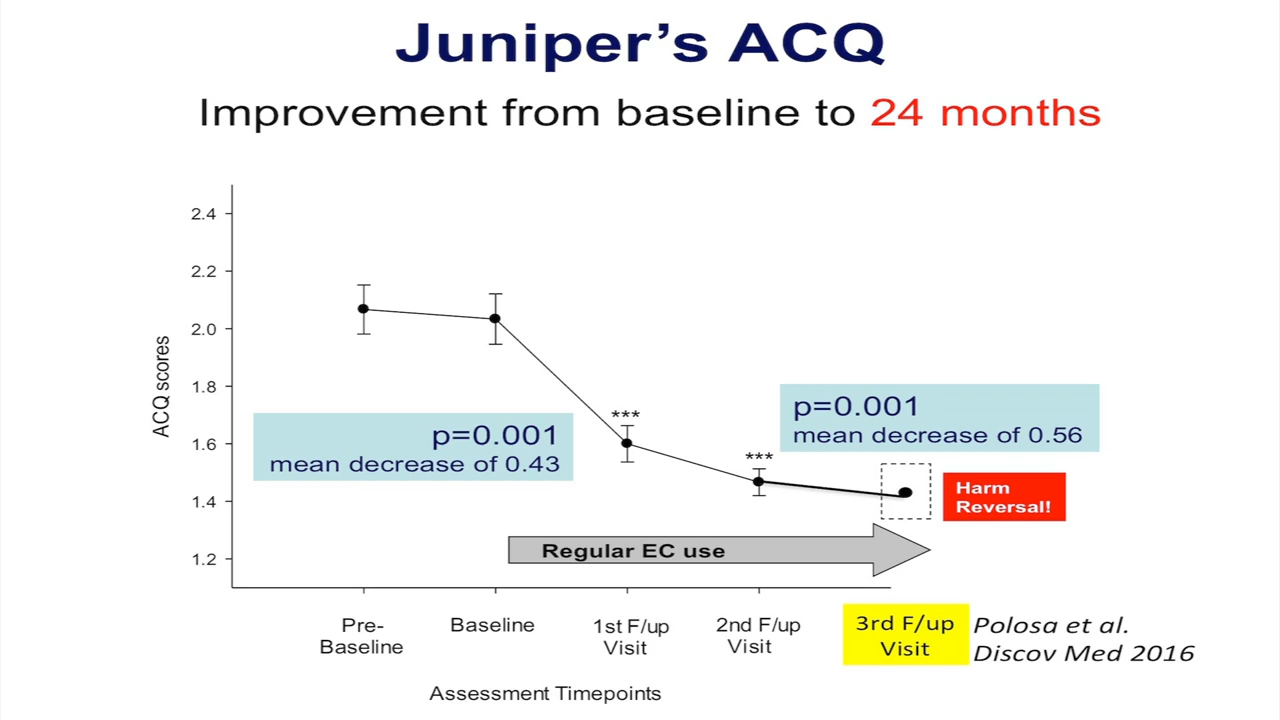 Juniper's ACQ
Improvement from baseline to 24 months
2.4
2.2
2.0
1.8
1.6
1.4
1.2
ACQ scores
p=0.001
mean decrease of 0.43
***
***
p=0.001
mean decrease of 0.56
Harm
Reversal!
Regular EC use
Pre-
Baseline
Baseline
1st F/up
Visit
2nd F/up
Visit
3rd F/up
Visit
Polosa et al.
Discov Med 2016
Assessment Timepoints